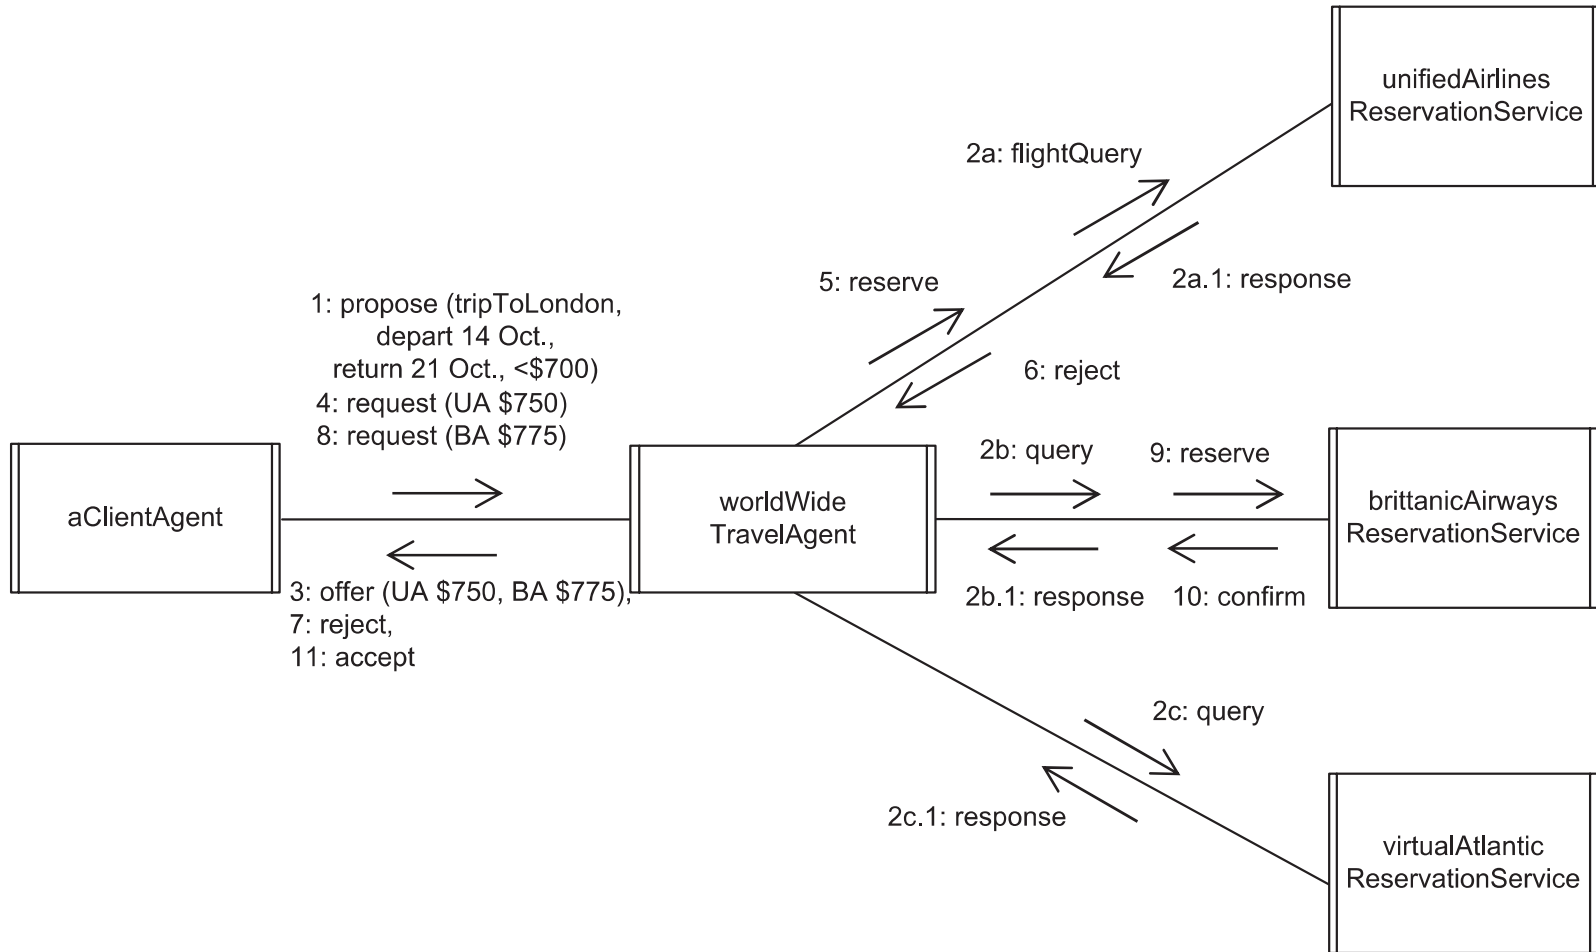 unifiedAirlines
ReservationService
2a: flightQuery
2a.1: response
5: reserve
6: reject
1: propose (tripToLondon,
depart 14 Oct.,
return 21 Oct., <$700)
4: request (UA $750)
8: request (BA $775)
aClientAgent
worldWide
TravelAgent
3: offer (UA $750, BA $775),
7: reject,
11: accept
2b: query
9: reserve
2b.1: response
10: confirm
brittanicAirways
ReservationService
2c: query
2c.1: response
virtualAtlantic
ReservationService